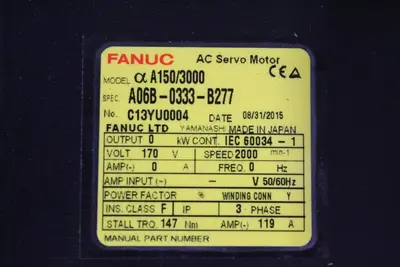 FANUC AC Servo Motor
MODEL α A150/3000 CE
SPEC. A06B-0333-B277
No. C13YU0004 DATE 08/31/2015
FANUC LTD YAMANASHI MADE IN JAPAN
OUTPUT 0 kW CONT. IEC 60034-1
VOLT 170 V SPEED 2000 min-1
AMP(~) 0 A FREQ. 0 Hz
AMP INPUT (~) - V 50/60Hz
POWER FACTOR % WINDING CONN Y
INS. CLASS F IP 3 PHASE
STALL TRQ. 147 Nm AMP(~) 119 A
MANUAL PART NUMBER